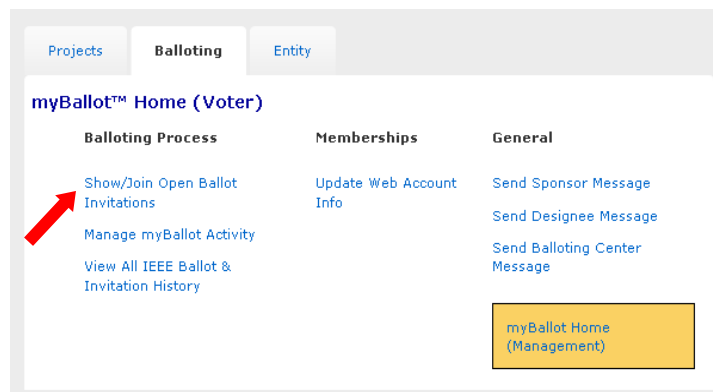 Projects
Balloting
Entity
myBallot™ Home (Voter)
Balloting Process
Show/Join Open Ballot
Invitations
Manage myBallot Activity
View All IEEE Ballot &
Invitation History
Memberships
Update Web Account
Info
General
Send Sponsor Message
Send Designee Message
Send Balloting Center
Message
myBallot Home
(Management)